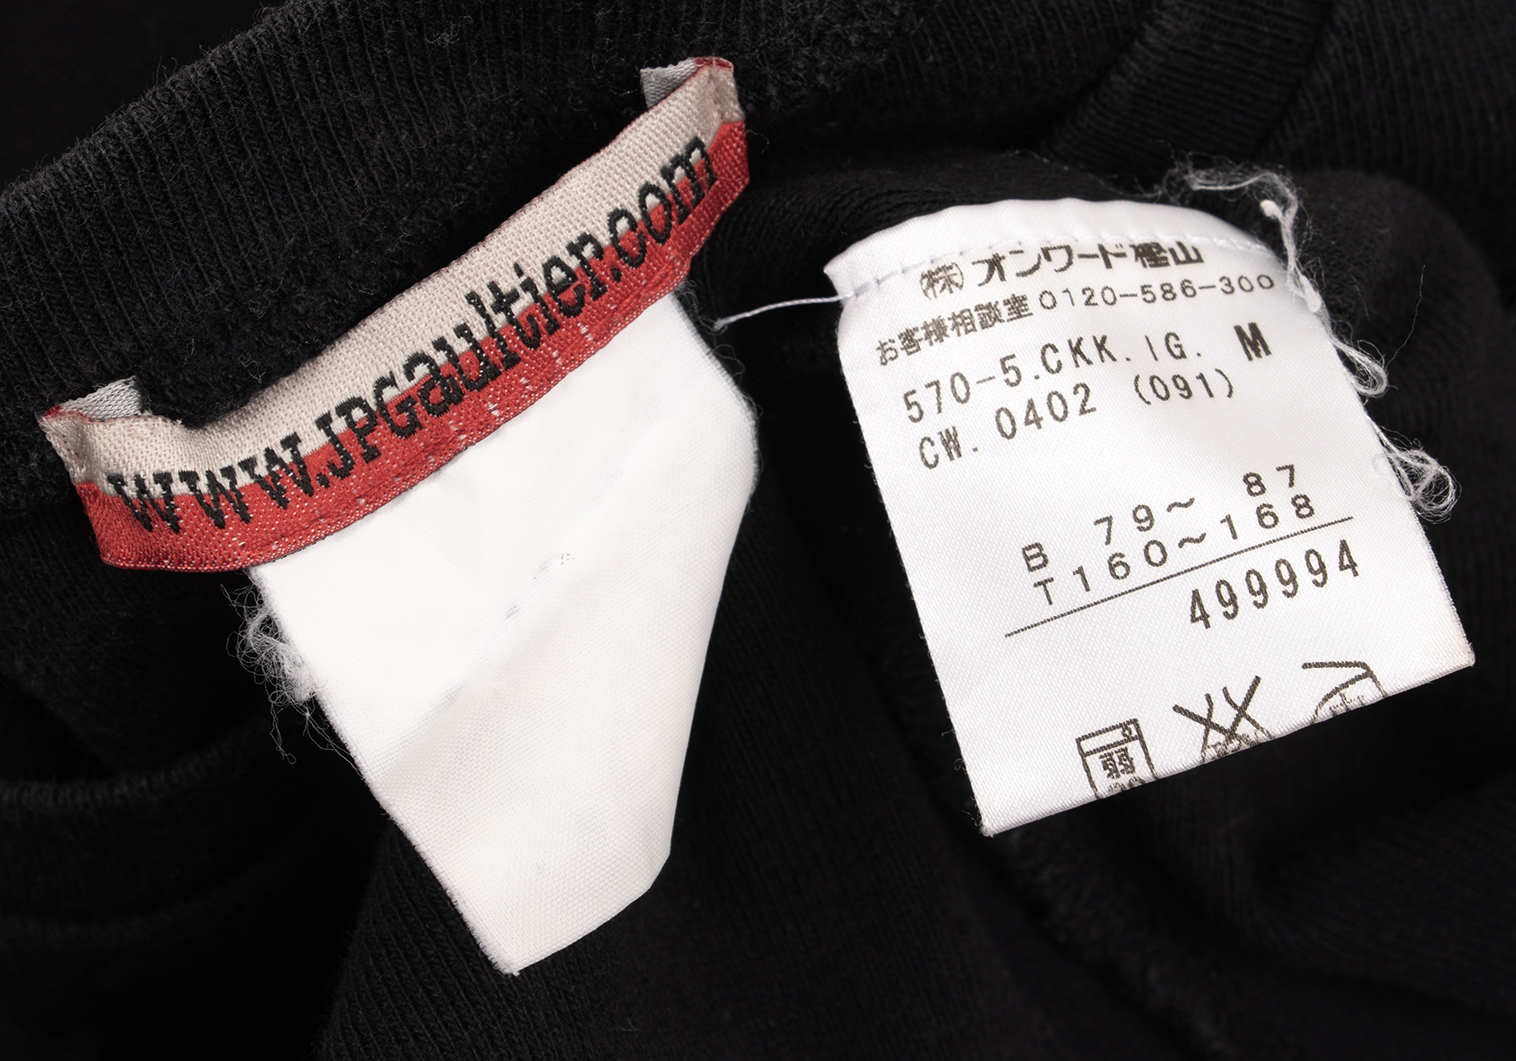 www.JPGaultier.com
(株)オンワード樫山
お客様相談室 0120-586-300
570-5.CKK.IG. M
CW. 0402 (091)
B 79~ 87
T160~168
499994
弱